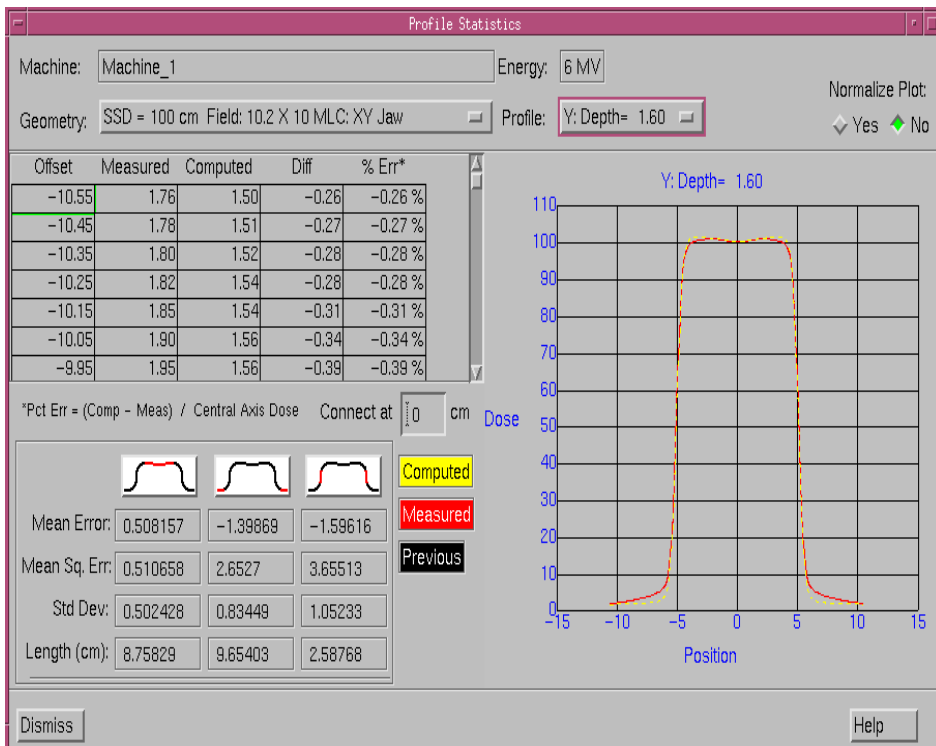 Profile Statistics
Machine: Machine_1 Energy: 6 MV
Normalize Plot:
Geometry: SSD = 100 cm Field: 10.2 X 10 MLC: XY Jaw Profile: Y: Depth= 1.60 Yes No
Offset Measured Computed Diff % Err*
−10.55 1.76 1.50 −0.26 −0.26 %
−10.45 1.78 1.51 −0.27 −0.27 %
−10.35 1.80 1.52 −0.28 −0.28 %
−10.25 1.82 1.54 −0.28 −0.28 %
−10.15 1.85 1.54 −0.31 −0.31 %
−10.05 1.90 1.56 −0.34 −0.34 %
−9.95 1.95 1.56 −0.39 −0.39 %
*Pct Err = (Comp − Meas) / Central Axis Dose Connect at 0 cm
Computed
Measured
Previous
Mean Error: 0.508157 −1.39869 −1.59616
Mean Sq. Err: 0.510658 2.6527 3.65513
Std Dev: 0.502428 0.83449 1.05233
Length (cm): 8.75829 9.65403 2.58768
Y: Depth= 1.60
110
100
90
80
70
60
50
40
30
20
10
0
Dose
−15 −10 −5 0 5 10 15
Position
Dismiss Help